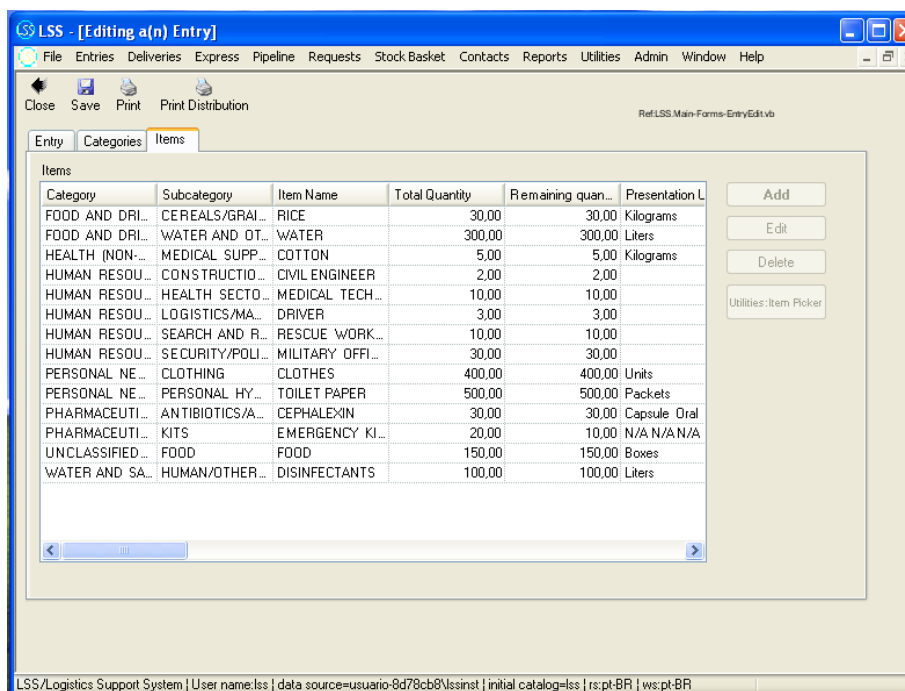 LSS - [Editing a(n) Entry]
File Entries Deliveries Express Pipeline Requests Stock Basket Contacts Reports Utilities Admin Window Help
Close Save Print Print Distribution
Ref:LSS.Main-Forms-EntryEdit.vb
Entry Categories Items
Items
Category Subcategory Item Name Total Quantity Remaining quan... Presentation U
FOOD AND DRI... CEREALS/GRAI... RICE 30,00 30,00 Kilograms
FOOD AND DRI... WATER AND OT... WATER 300,00 300,00 Liters
HEALTH (NON-... MEDICAL SUPP... COTTON 5,00 5,00 Kilograms
HUMAN RESOU... CONSTRUCTIO... CIVIL ENGINEER 2,00 2,00
HUMAN RESOU... HEALTH SECTO... MEDICAL TECH... 10,00 10,00
HUMAN RESOU... LOGISTICS/MA... DRIVER 3,00 3,00
HUMAN RESOU... SEARCH AND R... RESCUE WORK... 10,00 10,00
HUMAN RESOU... SECURITY/POLI... MILITARY OFFI... 30,00 30,00
PERSONAL NE... CLOTHING CLOTHES 400,00 400,00 Units
PERSONAL NE... PERSONAL HY... TOILET PAPER 500,00 500,00 Packets
PHARMACEUTI... ANTIBIOTICS/A... CEPHALEXIN 30,00 30,00 Capsule Oral
PHARMACEUTI... KITS EMERGENCY KI... 20,00 10,00 N/A N/A N/A
UNCLASSIFIED... FOOD FOOD 150,00 150,00 Boxes
WATER AND SA... HUMAN/OTHER... DISINFECTANTS 100,00 100,00 Liters
Add
Edit
Delete
Utilities:Item Picker
LSS/Logistics Support System | User name:lss | data source=usuario-8d78cb8\lssinst | initial catalog=lss | rs:pt-BR | ws:pt-BR